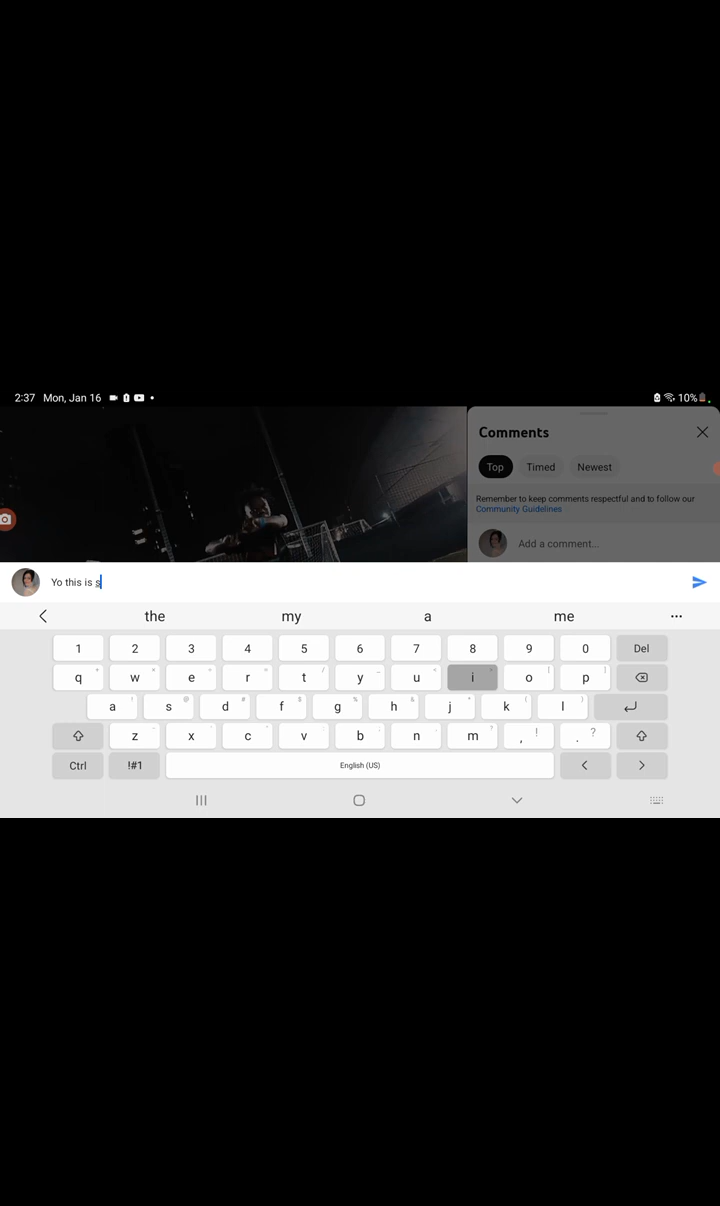 2:37 Mon, Jan 16
10%
Comments
Top Timed Newest
Remember to keep comments respectful and to follow our
Community Guidelines
Add a comment...
Yo this is s
the my a me
1 2 3 4 5 6 7 8 9 0 Del
q w e r t y u i o p
a s d f g h j k l
z x c v b n m , ! . ?
Ctrl !#1 English (US) < >